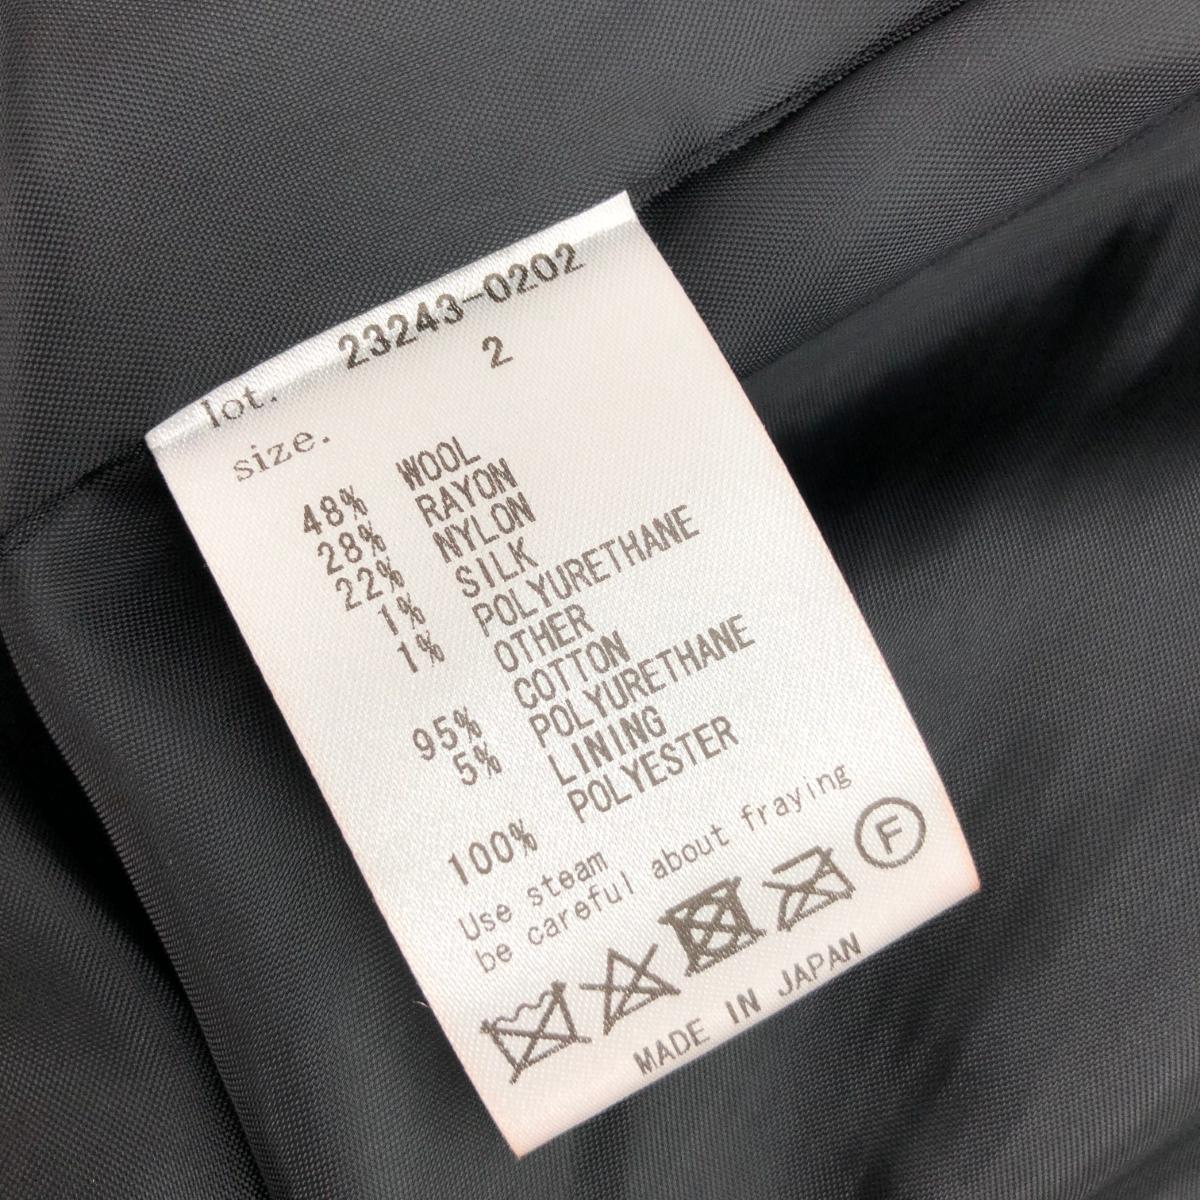 lot. 23243-0202
size. 2
48% WOOL
28% RAYON
22% NYLON
1% SILK
1% POLYURETHANE
OTHER
95% COTTON
5% POLYURETHANE
LINING
100% POLYESTER
Use steam
be careful about fraying
F
MADE IN JAPAN